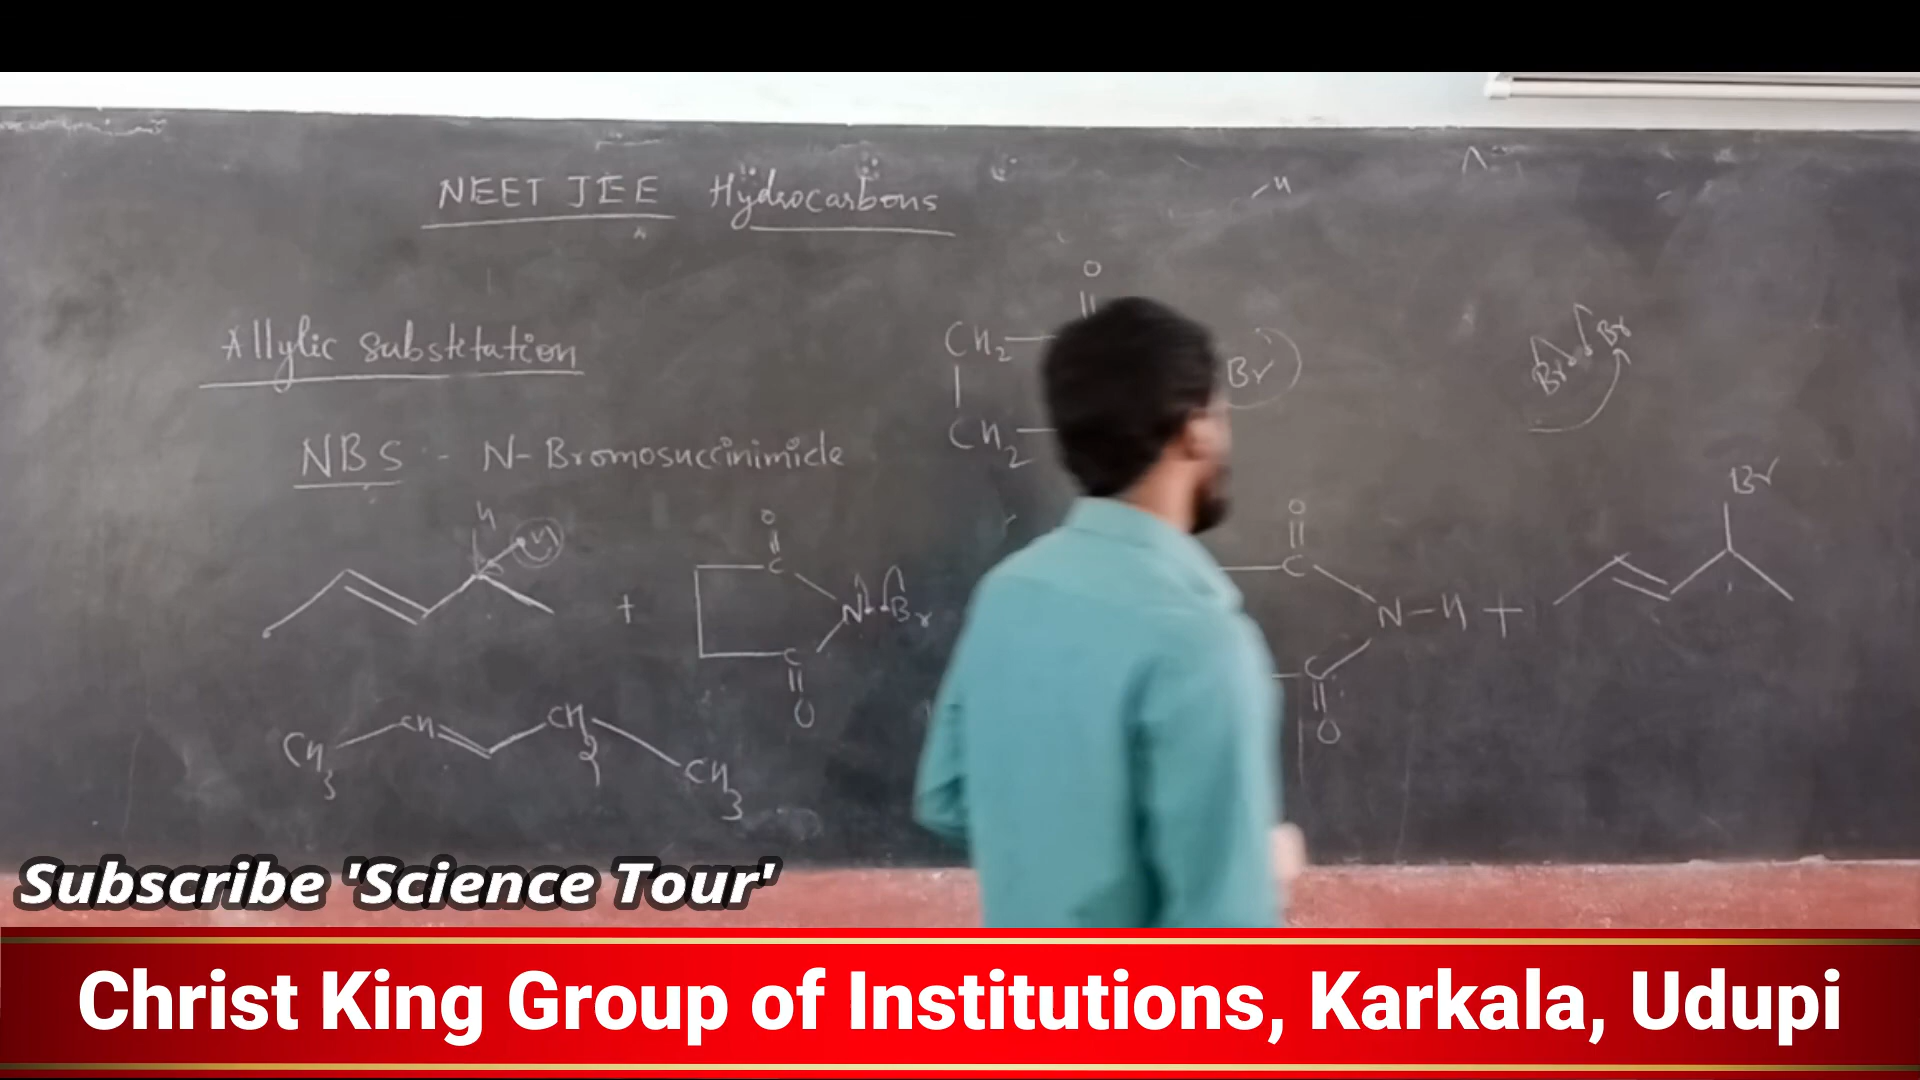 NEET JEE Hydrocarbons
Allylic substitution
NBS - N-Bromosuccinimide
O
CH2
Br
CH2
Br Br
H H
+
O
C
N Br
C
O
O
C
N-H +
C
O
Br
CH3 CH CH2 CH3
Subscribe 'Science Tour'
Christ King Group of Institutions, Karkala, Udupi